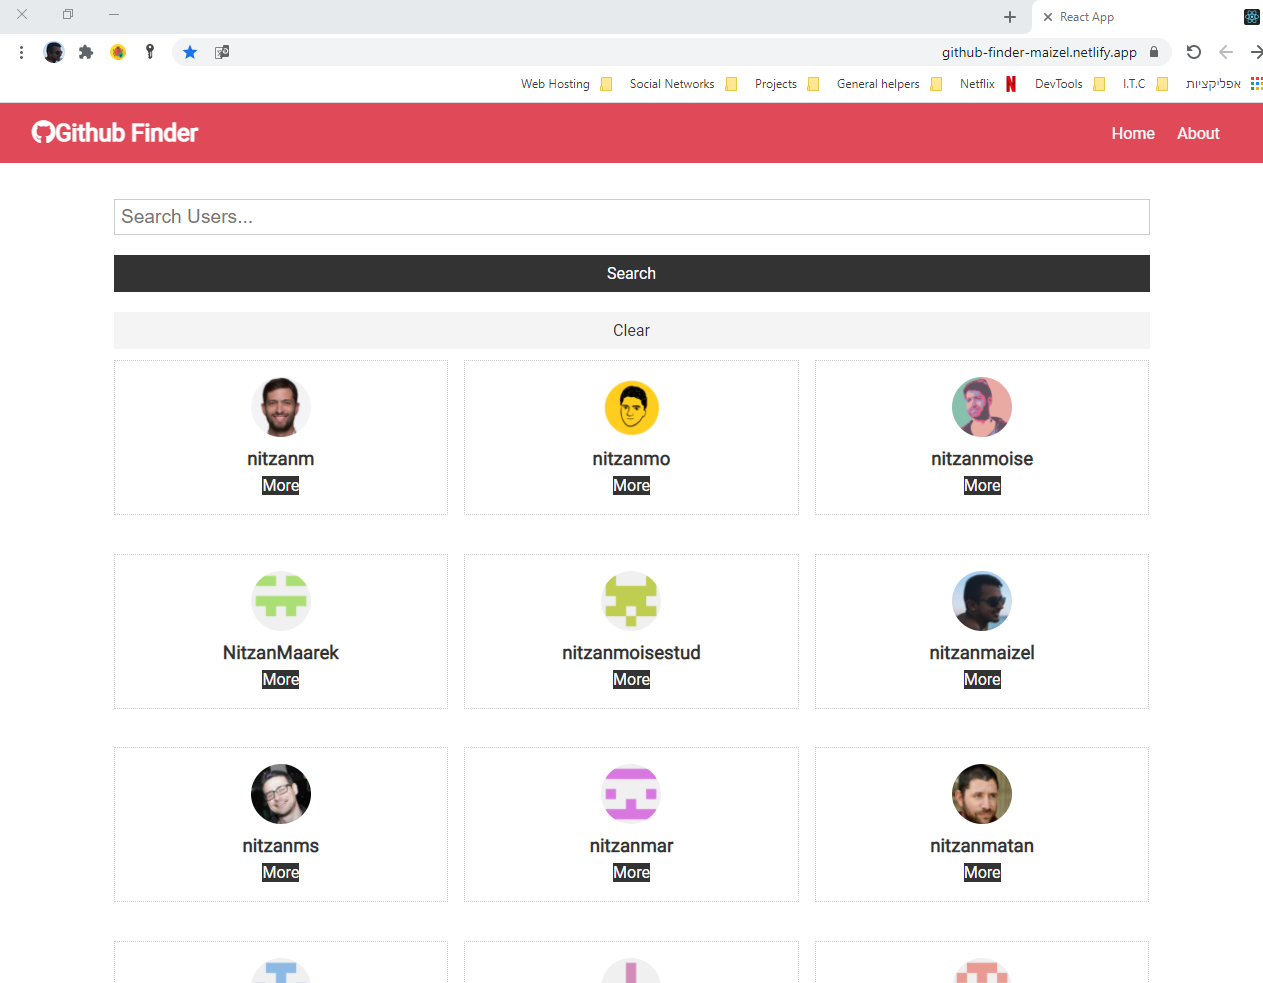 React App
github-finder-maizel.netlify.app
Web Hosting Social Networks Projects General helpers Netflix DevTools I.T.C אפליקציות
Github Finder Home About
Search Users...
Search
Clear
nitzanm nitzanmo nitzanmoise
More More More
NitzanMaarek nitzanmoisestud nitzanmaizel
More More More
nitzanms nitzanmar nitzanmatan
More More More